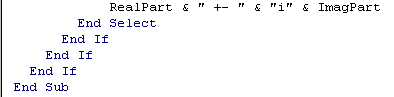 RealPart & " +- " & "i" & ImagPart
End Select
End If
End If
End If
End Sub